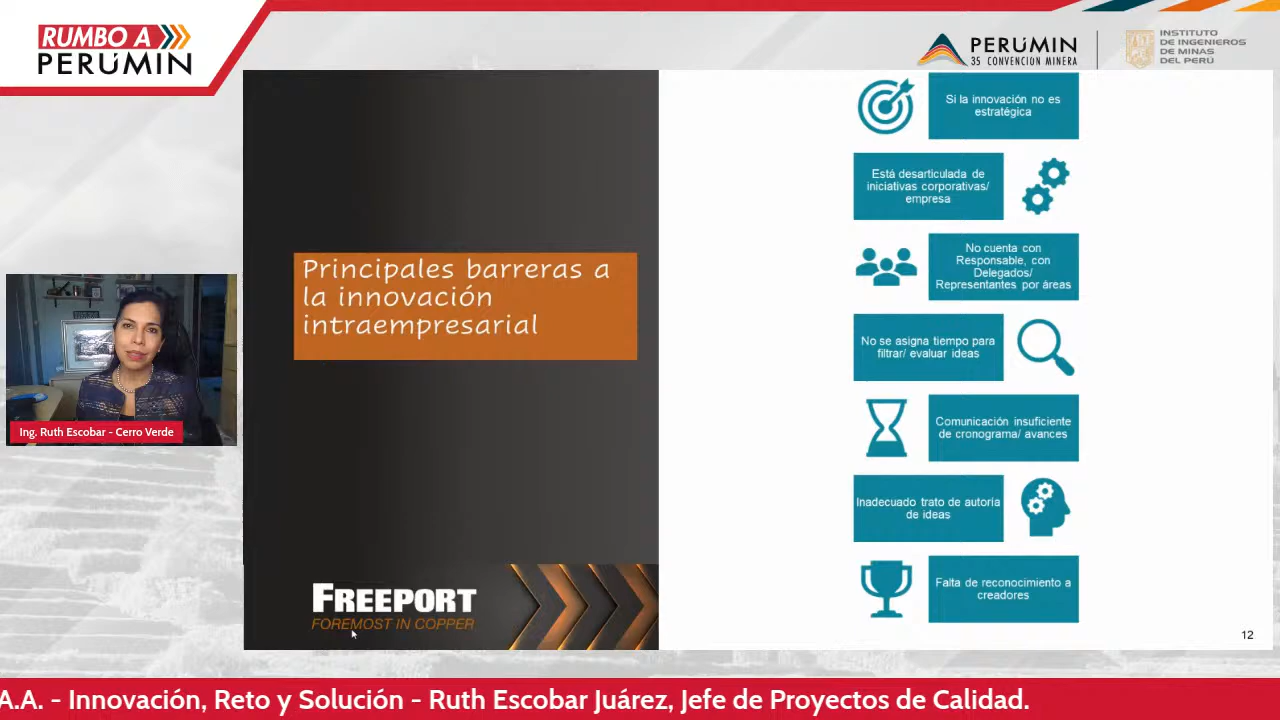 RUMBO A
PERÚMIN
PERÚMIN
35 CONVENCIÓN MINERA
INSTITUTO
DE INGENIEROS
DE MINAS
DEL PERÚ
Principales barreras a
la innovación
intraempresarial
Si la innovación no es
estratégica
Está desarticulada de
iniciativas corporativas/
empresa
No cuenta con
Responsable, con
Delegados/
Representantes por áreas
No se asigna tiempo para
filtrar/ evaluar ideas
Comunicación insuficiente
de cronograma/ avances
Inadecuado trato de autoría
de ideas
Falta de reconocimiento a
creadores
Ing. Ruth Escobar - Cerro Verde
FREEPORT
FOREMOST IN COPPER
12
A.A. - Innovación, Reto y Solución - Ruth Escobar Juárez, Jefe de Proyectos de Calidad.